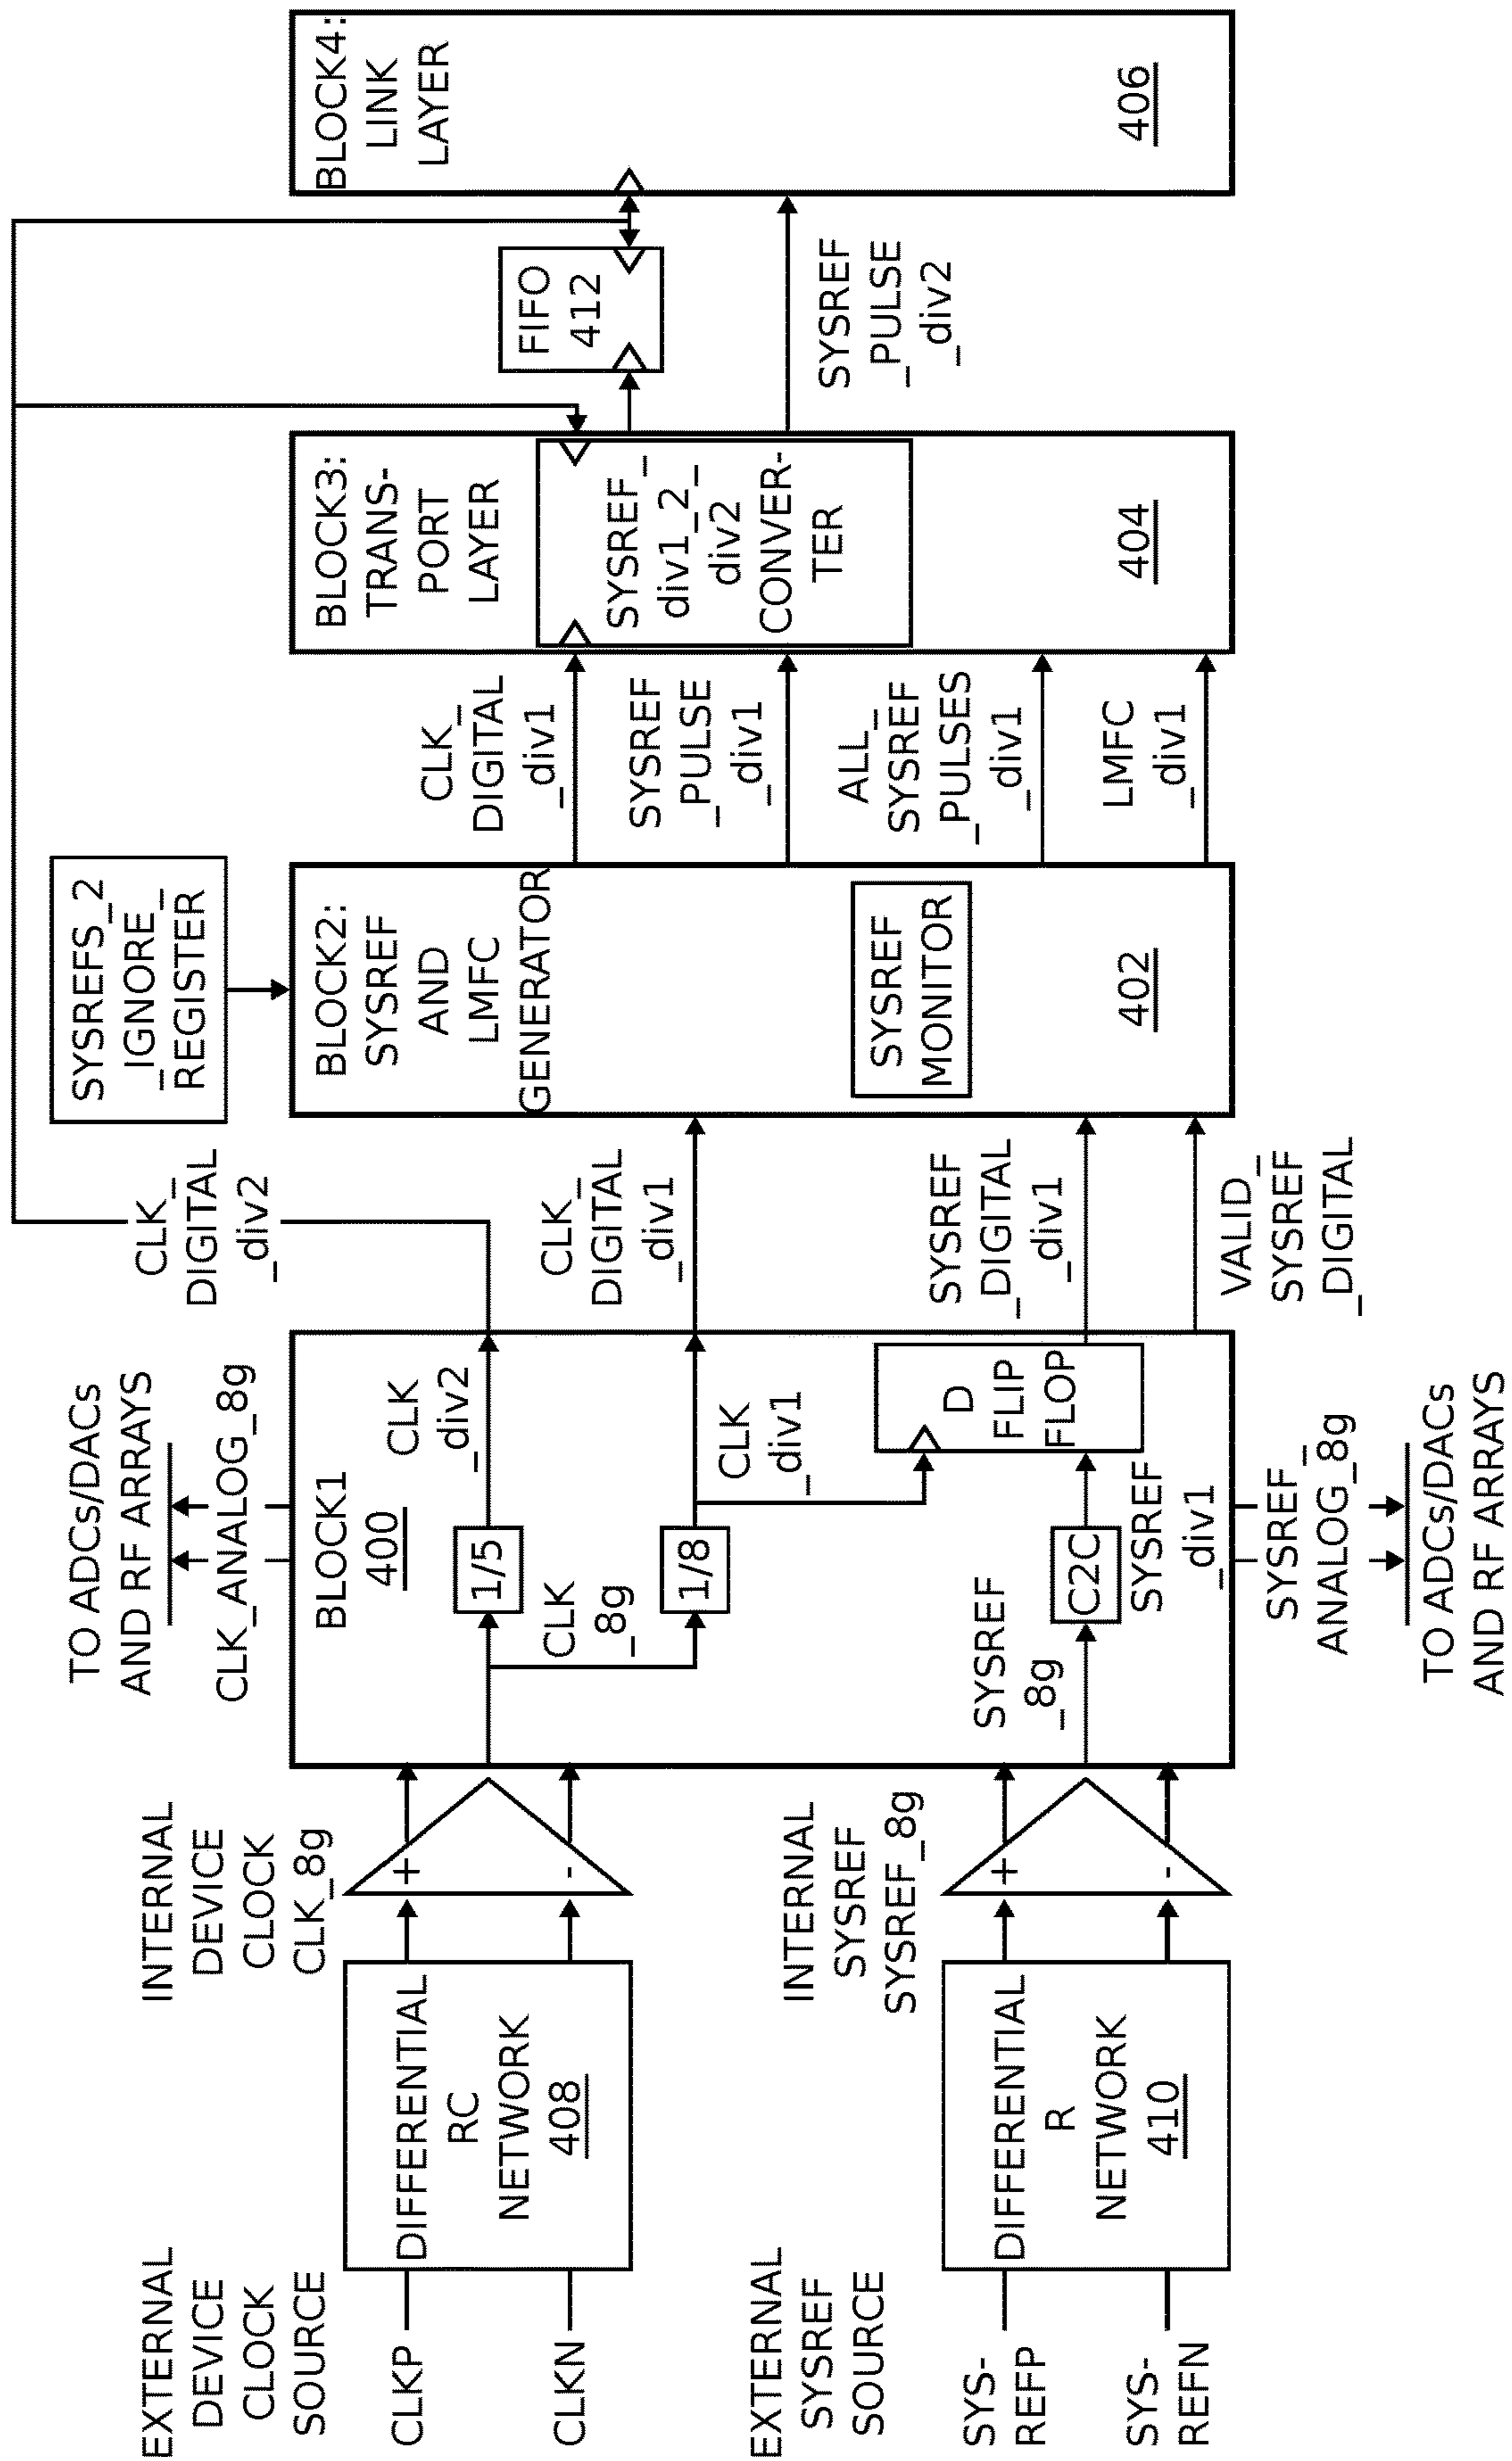 EXTERNAL
DEVICE
CLOCK
SOURCE
CLKP
CLKN
EXTERNAL
SYSREF
SOURCE
SYS-
REFP
SYS-
REFN
DIFFERENTIAL
RC
NETWORK
408
DIFFERENTIAL
R
NETWORK
410
INTERNAL
DEVICE
CLOCK
CLK_8g
+
-
INTERNAL
SYSREF
SYSREF_8g
+
-
TO ADCs/DACs
AND RF ARRAYS
CLK_ANALOG_8g
BLOCK1
400
1/5
CLK
_div2
CLK
_8g
1/8
CLK
_div1
SYSREF
_8g
C2C
SYSREF
_div1
D
FLIP
FLOP
SYSREF_
ANALOG_8g
TO ADCs/DACs
AND RF ARRAYS
CLK_
DIGITAL
_div2
CLK_
DIGITAL
_div1
SYSREF
_DIGITAL
_div1
VALID_
SYSREF
_DIGITAL
SYSREFS_2
_IGNORE_
REGISTER
BLOCK2:
SYSREF
AND
LMFC
GENERATOR
SYSREF
MONITOR
402
CLK_
DIGITAL
_div1
SYSREF
_PULSE
_div1
ALL_
SYSREF
_PULSES
_div1
LMFC
_div1
BLOCK3:
TRANS-
PORT
LAYER
SYSREF_
div1_2_
div2
CONVER-
TER
404
FIFO
412
SYSREF
_PULSE
_div2
BLOCK4:
LINK
LAYER
406